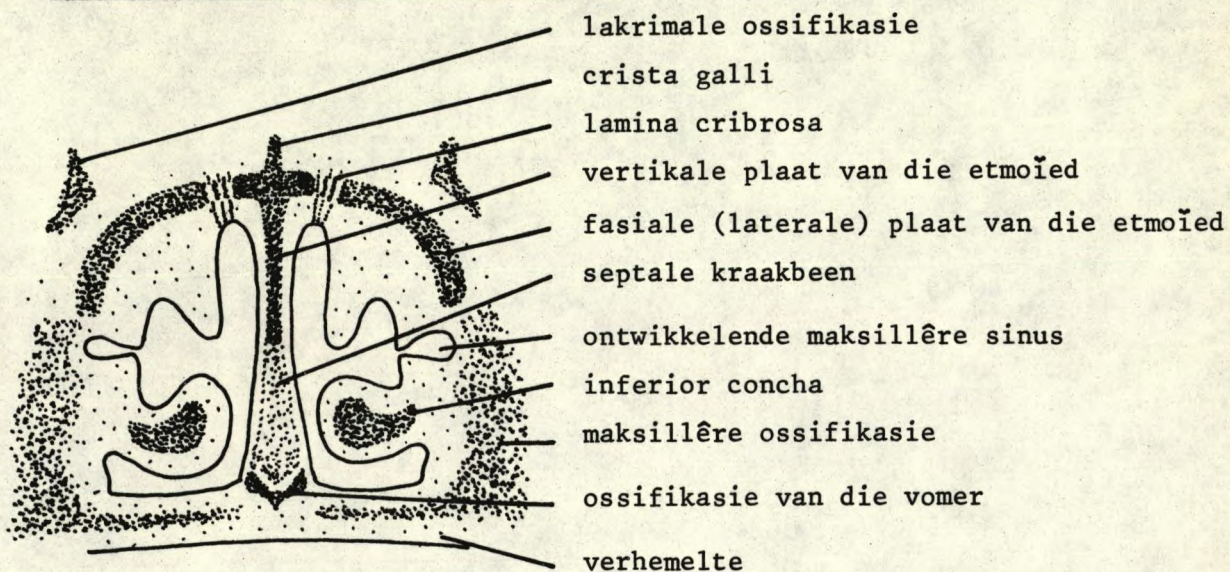 lakrimale ossifikasie
crista galli
lamina cribrosa
vertikale plaat van die etmoïed
fasiale (laterale) plaat van die etmoïed
septale kraakbeen
ontwikkelende maksillêre sinus
inferior concha
maksillêre ossifikasie
ossifikasie van die vomer
verhemelte